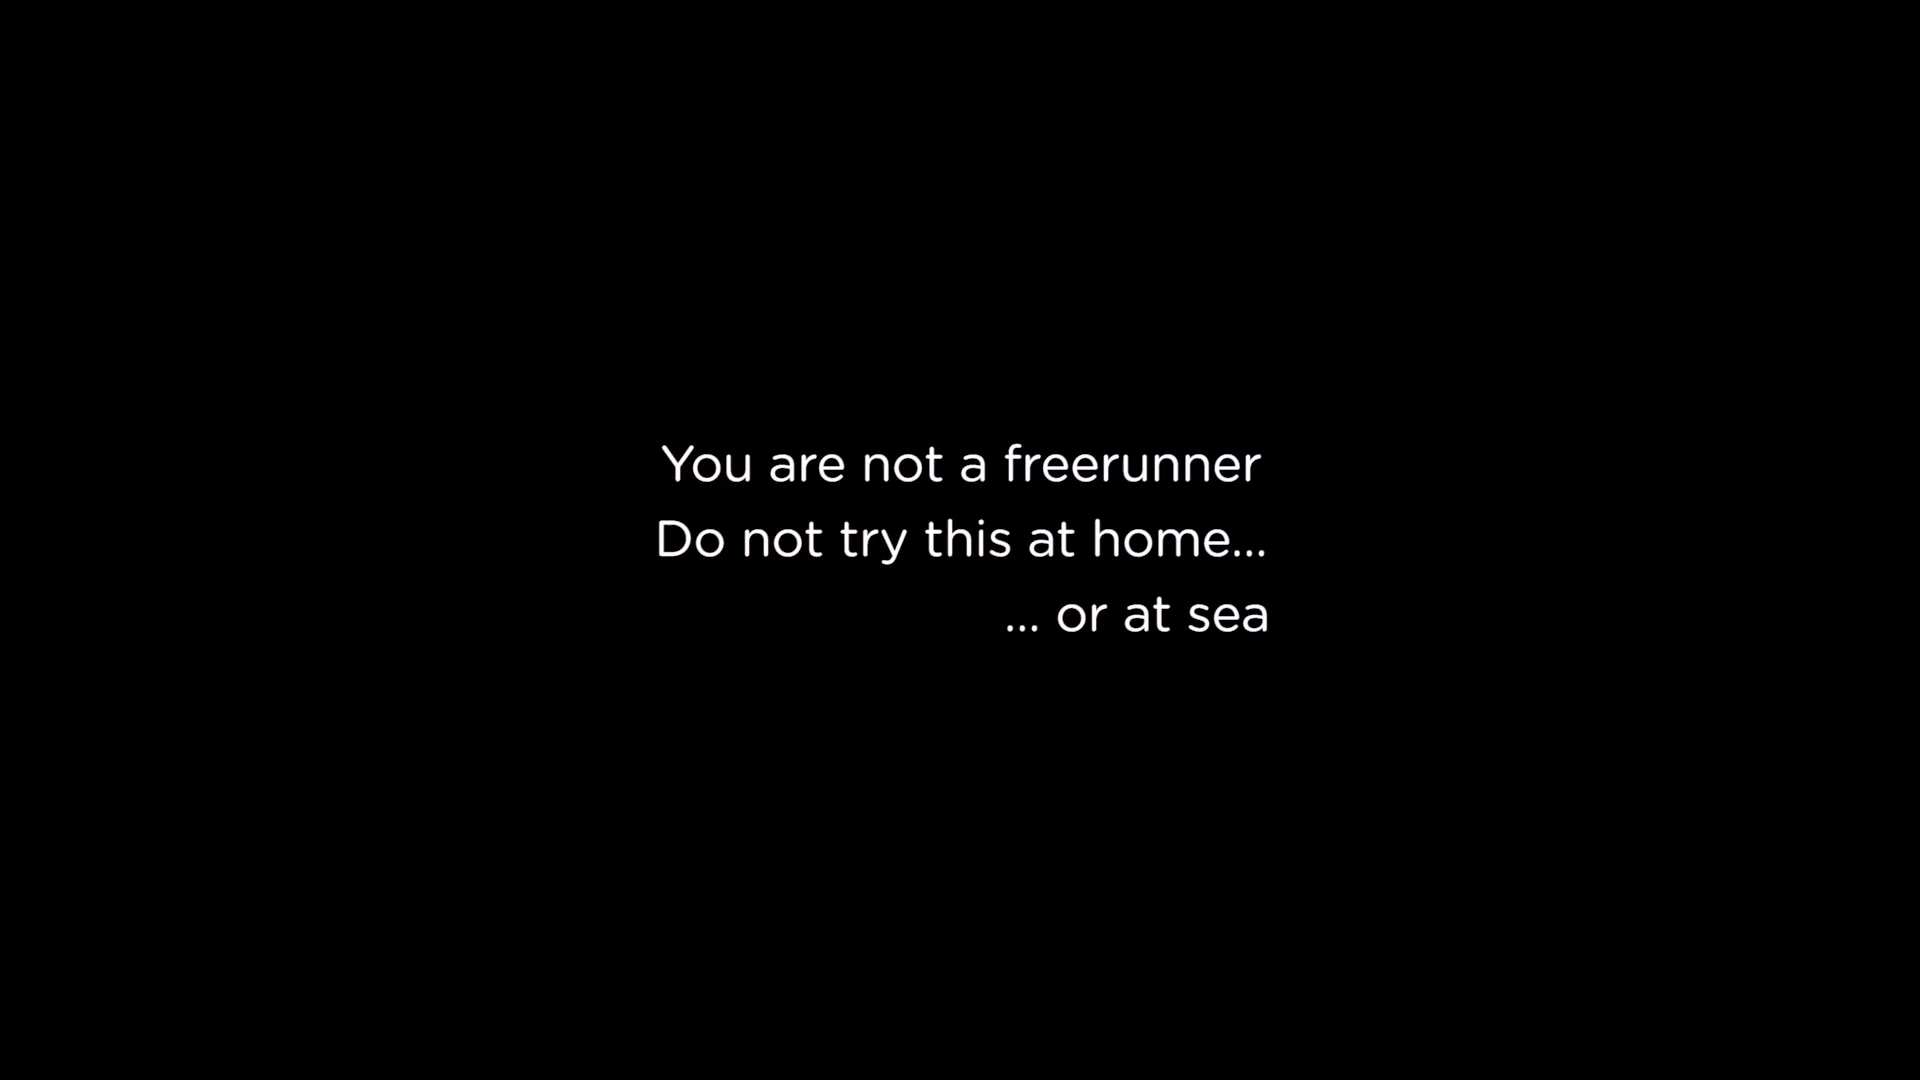 You are not a freerunner
Do not try this at home...
... or at sea